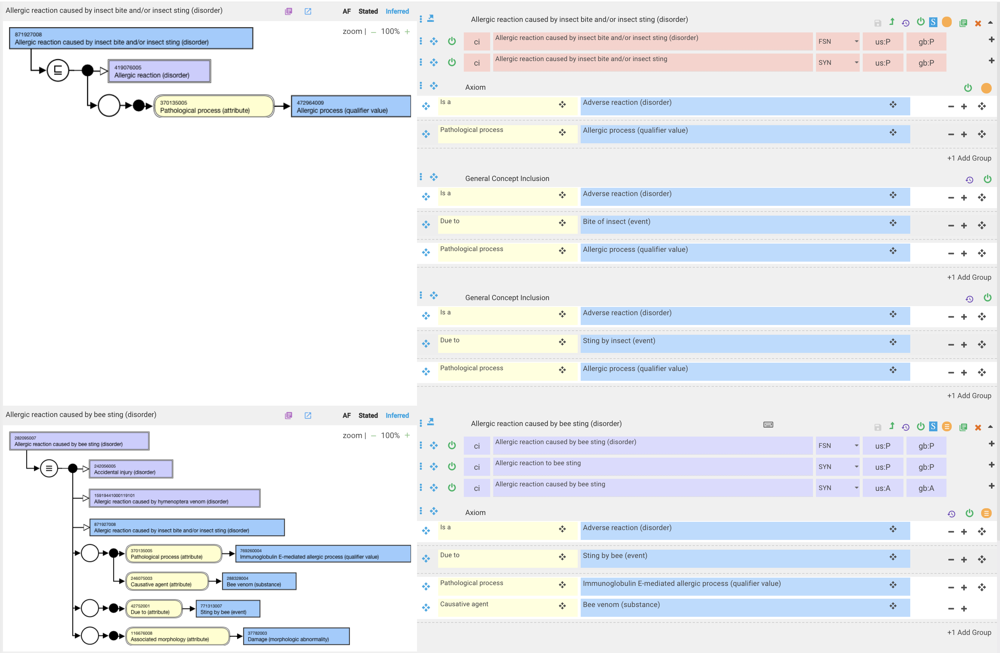 Allergic reaction caused by insect bite and/or insect sting (disorder)
AF Stated Inferred
zoom | – 100% +
871927008
Allergic reaction caused by insect bite and/or insect sting (disorder)
⊑
419076005
Allergic reaction (disorder)
370135005
Pathological process (attribute)
472964009
Allergic process (qualifier value)
Allergic reaction caused by insect bite and/or insect sting (disorder)
S
ci Allergic reaction caused by insect bite and/or insect sting (disorder) FSN us:P gb:P
ci Allergic reaction caused by insect bite and/or insect sting SYN us:P gb:P
Axiom
Is a Adverse reaction (disorder)
Pathological process Allergic process (qualifier value)
+1 Add Group
General Concept Inclusion
Is a Adverse reaction (disorder)
Due to Bite of insect (event)
Pathological process Allergic process (qualifier value)
+1 Add Group
General Concept Inclusion
Is a Adverse reaction (disorder)
Due to Sting by insect (event)
Pathological process Allergic process (qualifier value)
+1 Add Group
Allergic reaction caused by bee sting (disorder)
AF Stated Inferred
zoom | – 100% +
282095007
Allergic reaction caused by bee sting (disorder)
≡
242056005
Accidental injury (disorder)
15919441000119101
Allergic reaction caused by hymenoptera venom (disorder)
871927008
Allergic reaction caused by insect bite and/or insect sting (disorder)
370135005
Pathological process (attribute)
769260004
Immunoglobulin E-mediated allergic process (qualifier value)
246075003
Causative agent (attribute)
288328004
Bee venom (substance)
42752001
Due to (attribute)
771313007
Sting by bee (event)
116676008
Associated morphology (attribute)
37782003
Damage (morphologic abnormality)
Allergic reaction caused by bee sting (disorder)
S
ci Allergic reaction caused by bee sting (disorder) FSN us:P gb:P
ci Allergic reaction to bee sting SYN us:P gb:P
ci Allergic reaction caused by bee sting SYN us:A gb:A
Axiom
Is a Adverse reaction (disorder)
Due to Sting by bee (event)
Pathological process Immunoglobulin E-mediated allergic process (qualifier value)
Causative agent Bee venom (substance)
+1 Add Group